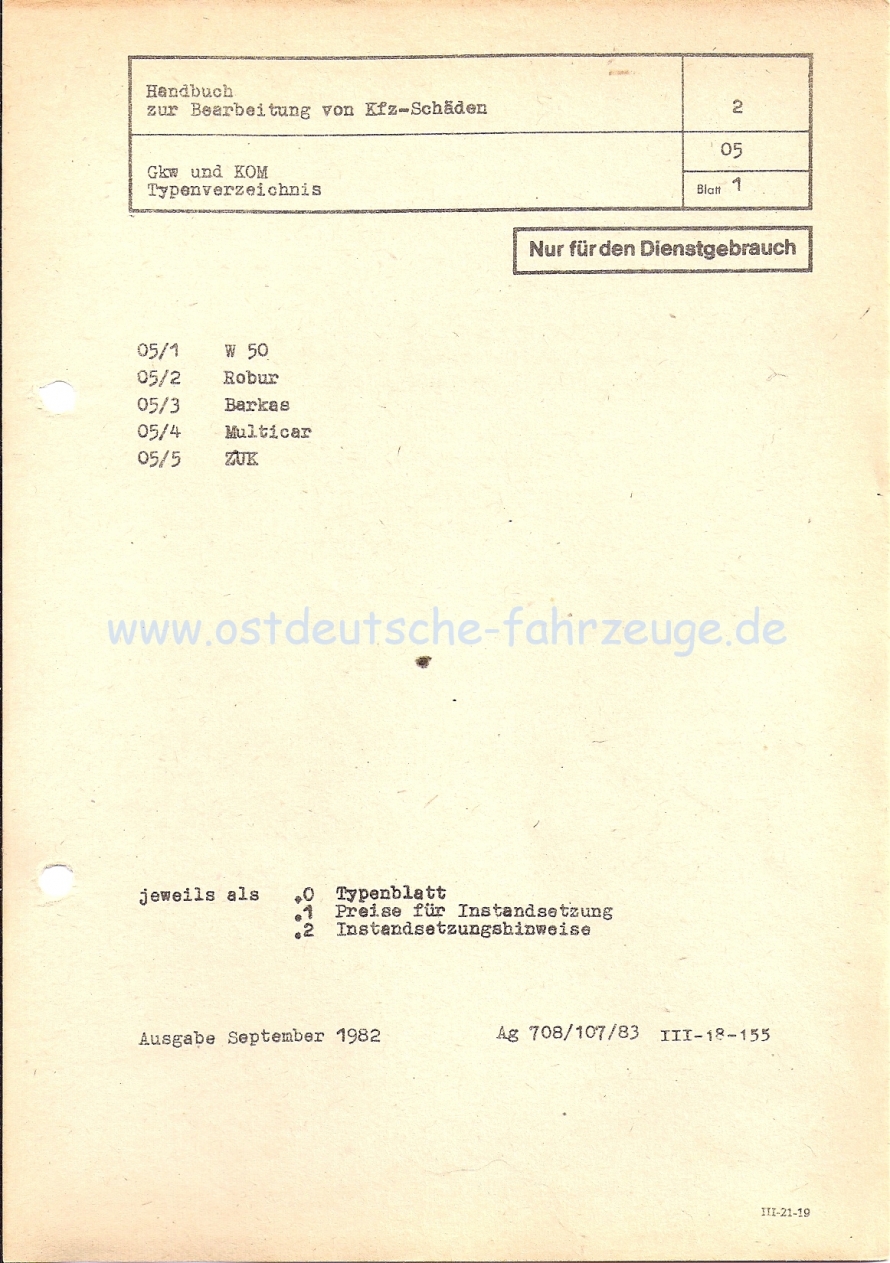 Handbuch
zur Bearbeitung von Kfz-Schäden
2
05
Gkw und KOM
Typenverzeichnis
Blatt 1
Nur für den Dienstgebrauch
05/1 W 50
05/2 Robur
05/3 Barkas
05/4 Multicar
05/5 ZUK
www.ostdeutsche-fahrzeuge.de
jeweils als .0 Typenblatt
.1 Preise für Instandsetzung
.2 Instandsetzungshinweise
Ausgabe September 1982 Ag 708/107/83 III-18-155
III-21-19